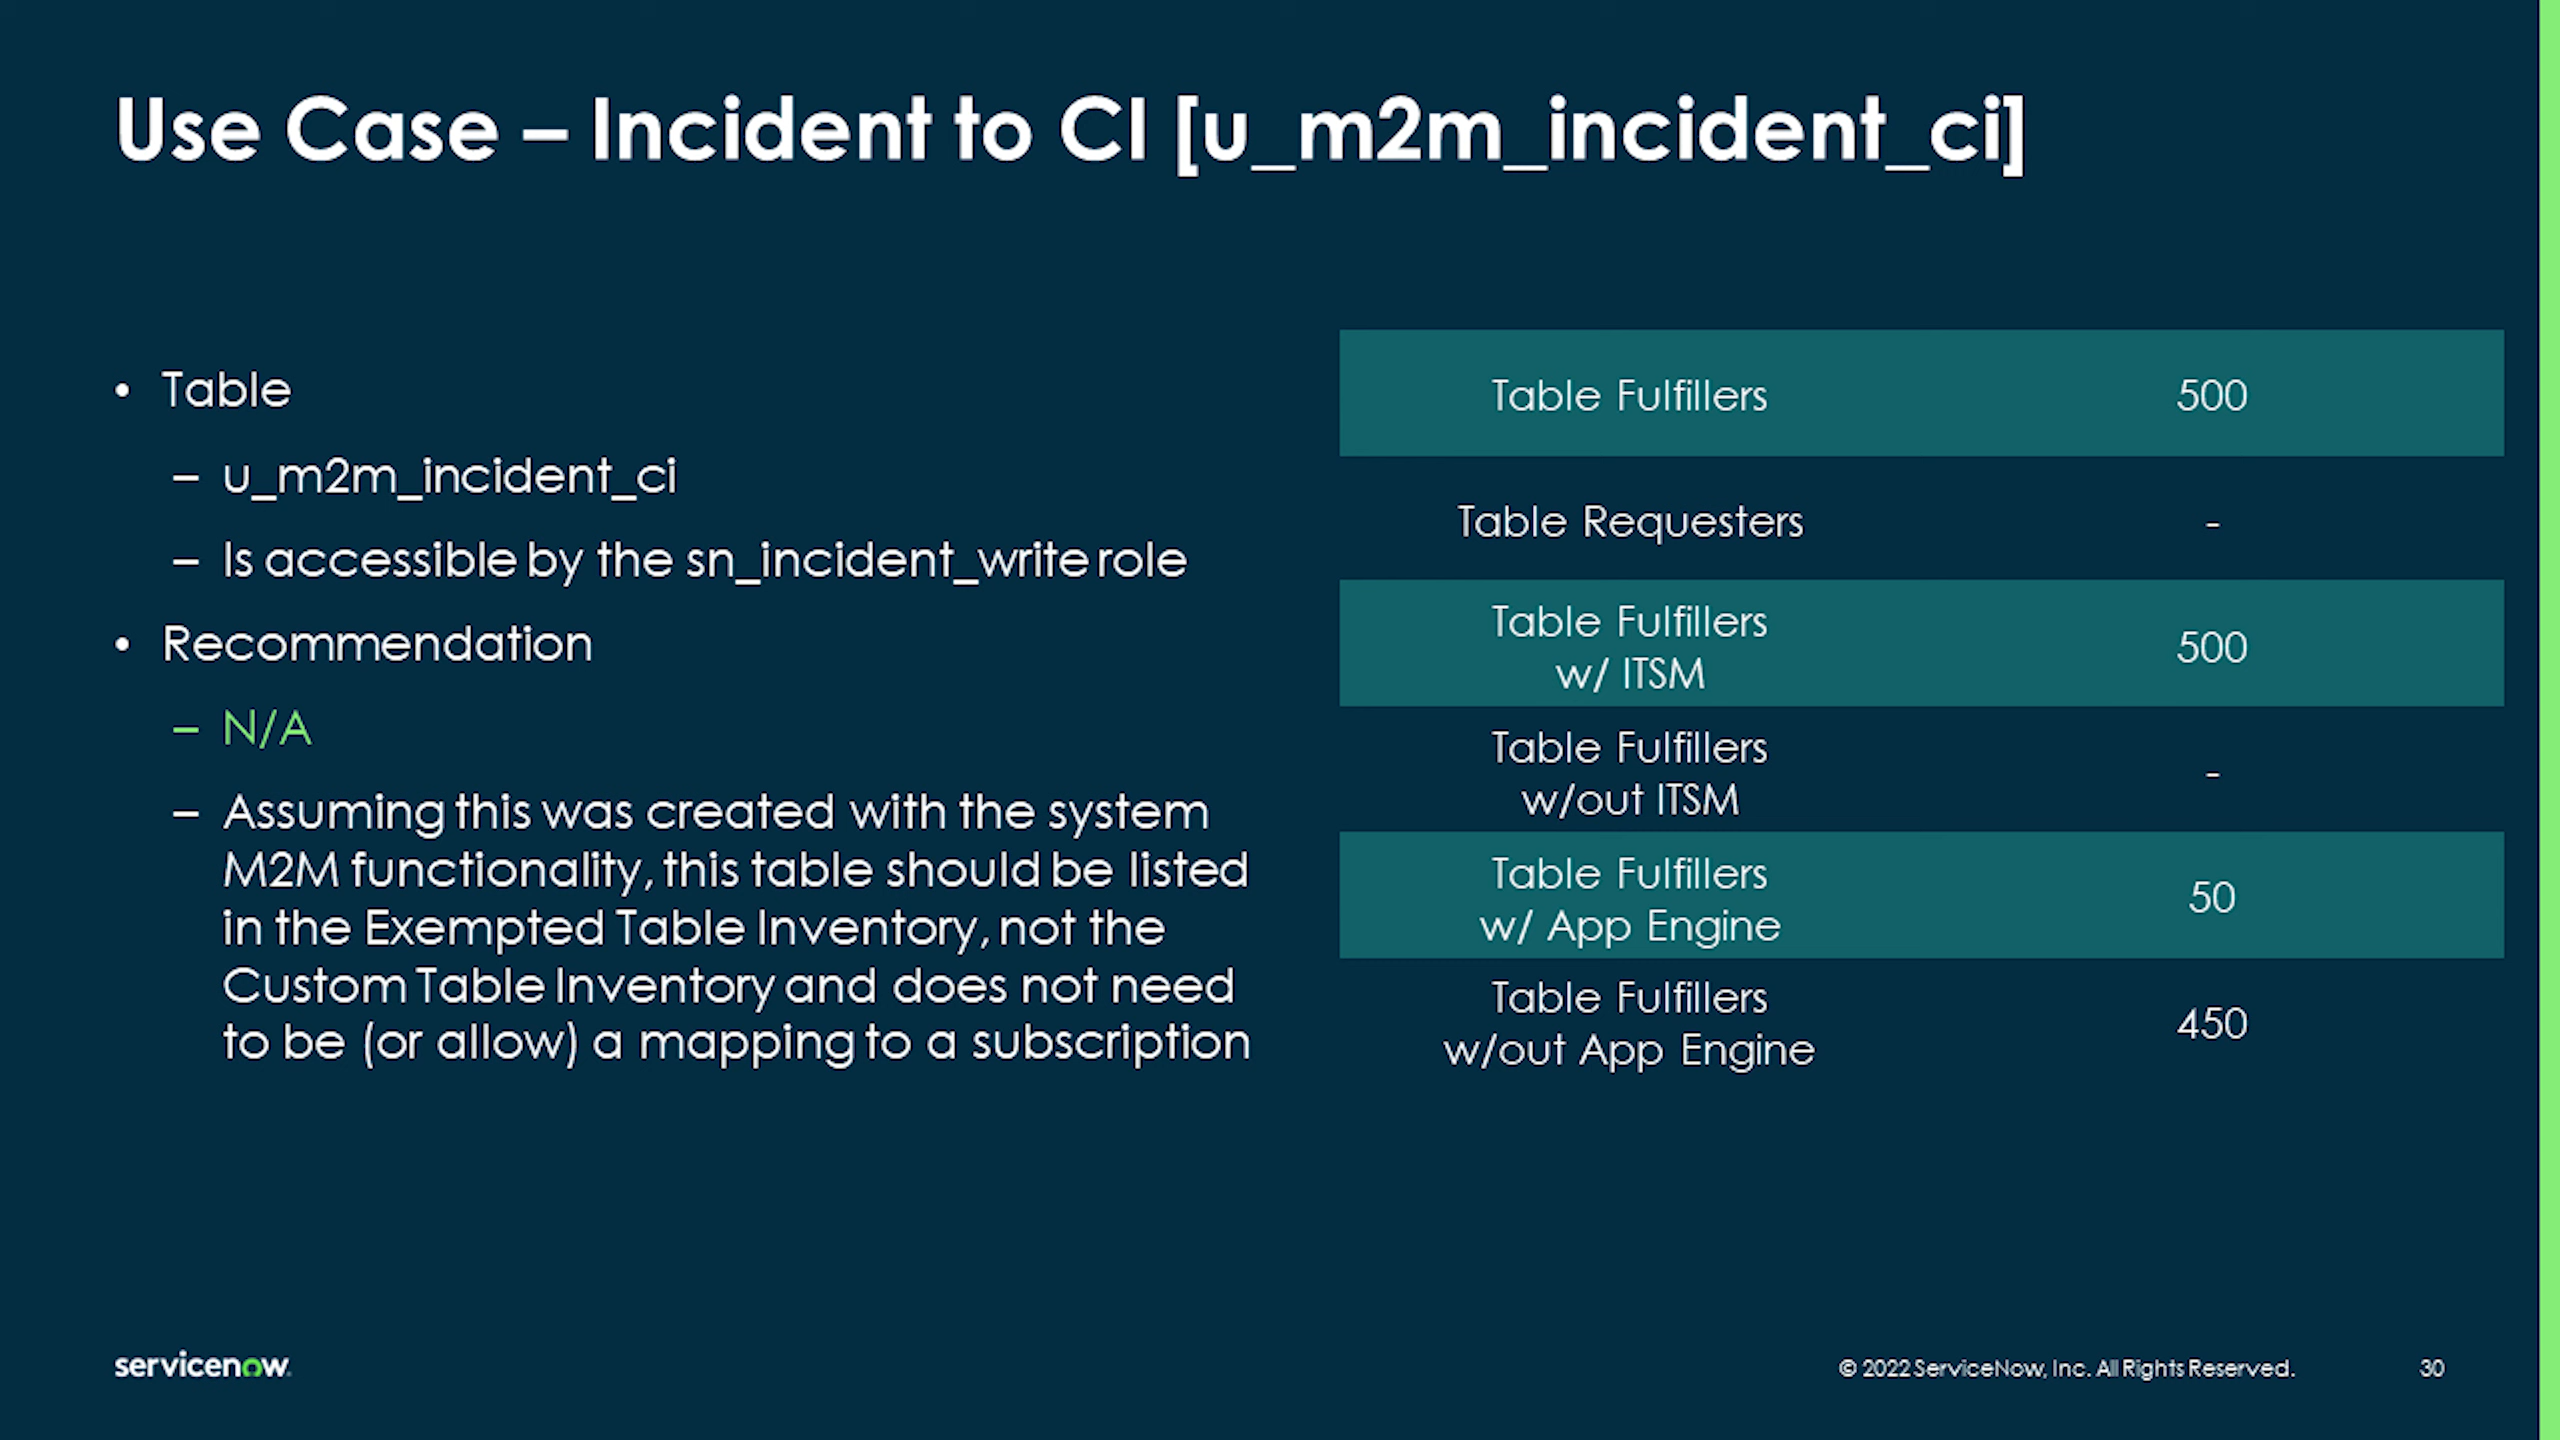 Use Case – Incident to CI [u_m2m_incident_ci]
• Table
– u_m2m_incident_ci
– Is accessible by the sn_incident_write role
• Recommendation
– N/A
– Assuming this was created with the system
M2M functionality, this table should be listed
in the Exempted Table Inventory, not the
Custom Table Inventory and does not need
to be (or allow) a mapping to a subscription
Table Fulfillers 500
Table Requesters -
Table Fulfillers
w/ ITSM 500
Table Fulfillers
w/out ITSM -
Table Fulfillers
w/ App Engine 50
Table Fulfillers
w/out App Engine 450
servicenow.
© 2022 ServiceNow, Inc. All Rights Reserved. 30